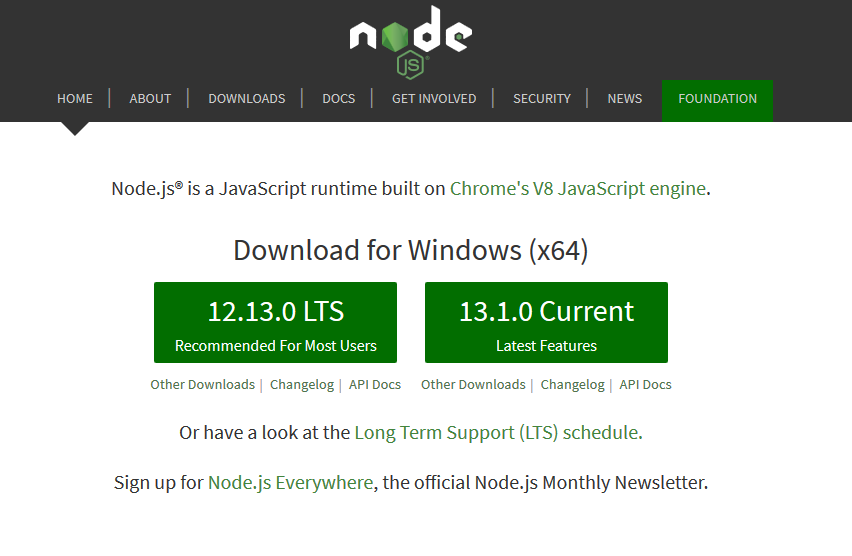 node
JS
HOME | ABOUT | DOWNLOADS | DOCS | GET INVOLVED | SECURITY | NEWS FOUNDATION
Node.js® is a JavaScript runtime built on Chrome's V8 JavaScript engine.
Download for Windows (x64)
12.13.0 LTS
Recommended For Most Users
13.1.0 Current
Latest Features
Other Downloads | Changelog | API Docs
Other Downloads | Changelog | API Docs
Or have a look at the Long Term Support (LTS) schedule.
Sign up for Node.js Everywhere, the official Node.js Monthly Newsletter.